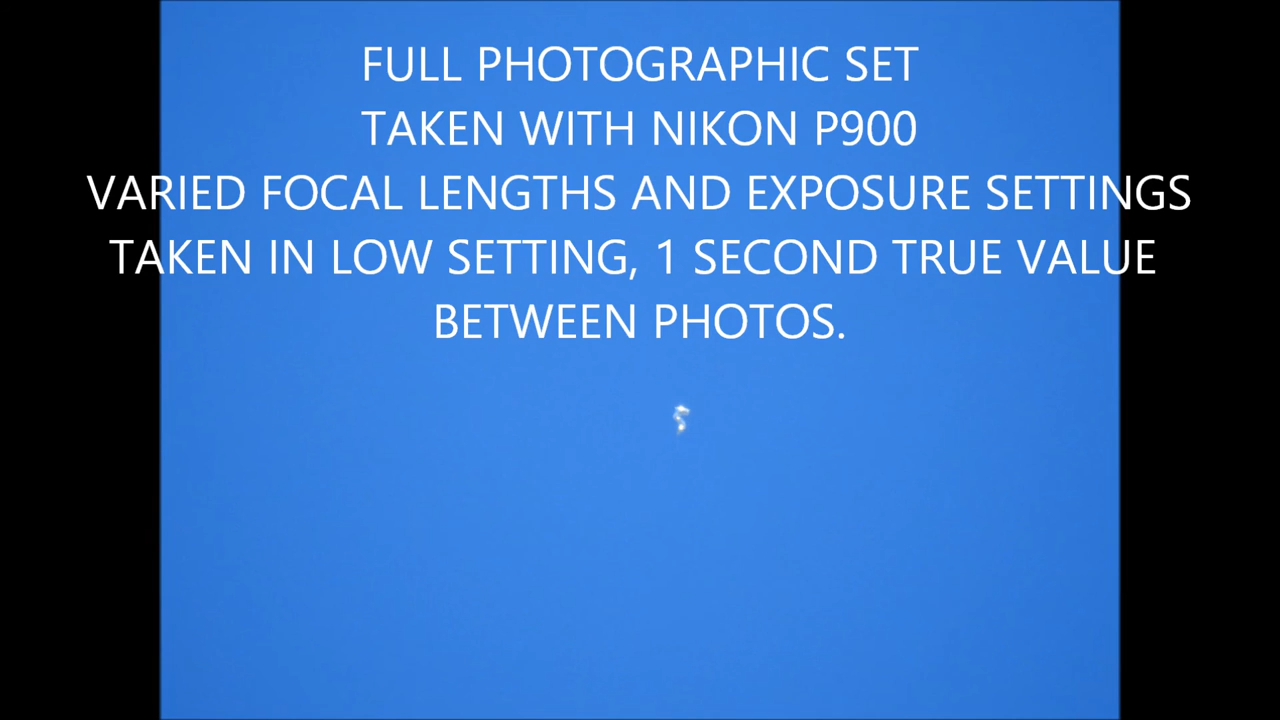 FULL PHOTOGRAPHIC SET
TAKEN WITH NIKON P900
VARIED FOCAL LENGTHS AND EXPOSURE SETTINGS
TAKEN IN LOW SETTING, 1 SECOND TRUE VALUE
BETWEEN PHOTOS.